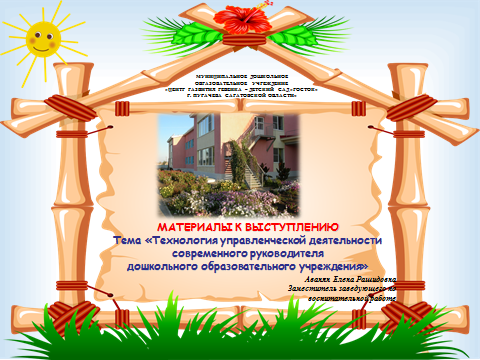 МУНИЦИПАЛЬНОЕ ДОШКОЛЬНОЕ
ОБРАЗОВАТЕЛЬНОЕ УЧРЕЖДЕНИЕ
«ЦЕНТР РАЗВИТИЯ РЕБЕНКА – ДЕТСКИЙ САД «РОСТОК»
Г. ПУГАЧЕВА САРАТОВСКОЙ ОБЛАСТИ»
МАТЕРИАЛЫ К ВЫСТУПЛЕНИЮ
Тема «Технология управленческой деятельности
современного руководителя
дошкольного образовательного учреждения»
Авакян Елена Рашидовна
Заместитель заведующего по
воспитательной работе